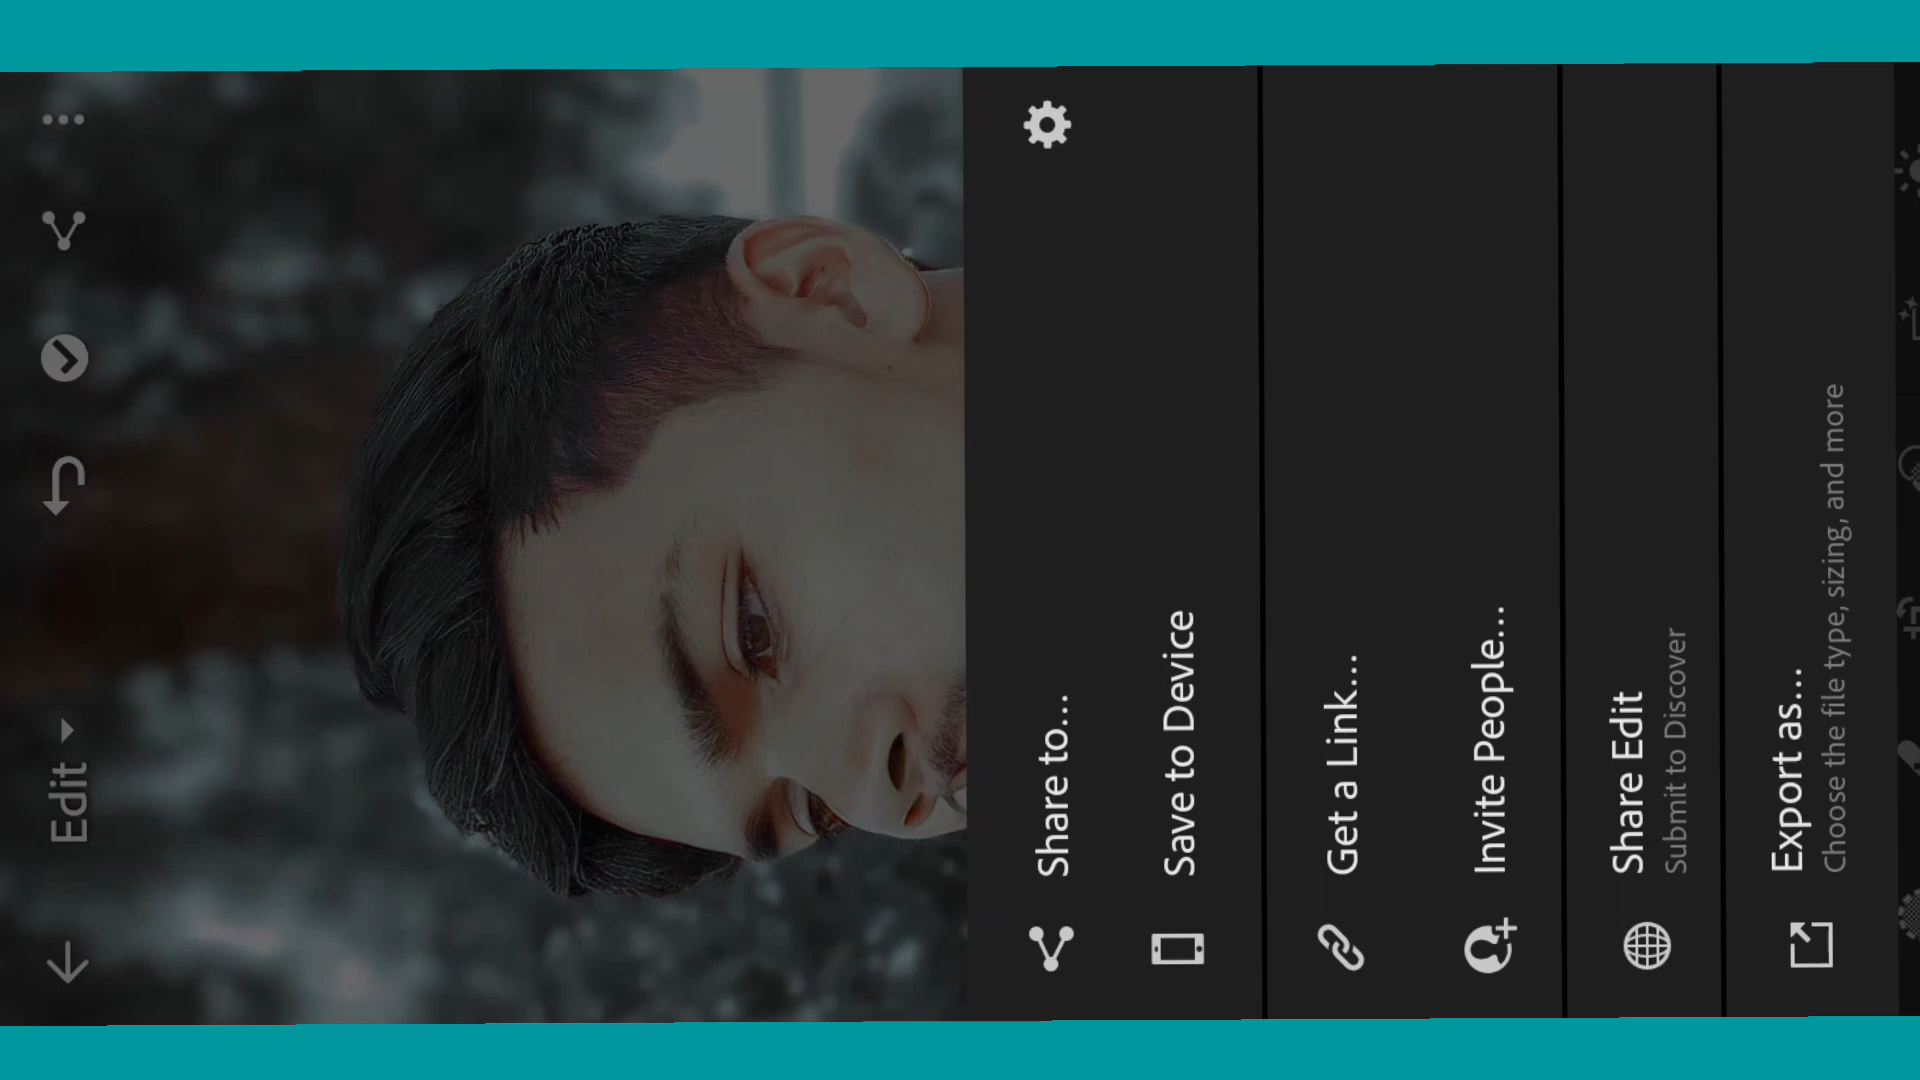 Edit
Share to...
Save to Device
Get a Link...
Invite People...
Share Edit
Submit to Discover
Export as...
Choose the file type, sizing, and more